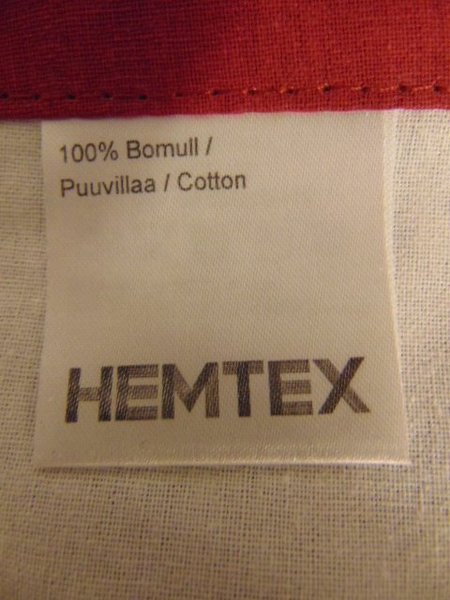 100% Bomull /
Puuvillaa / Cotton
HEMTEX